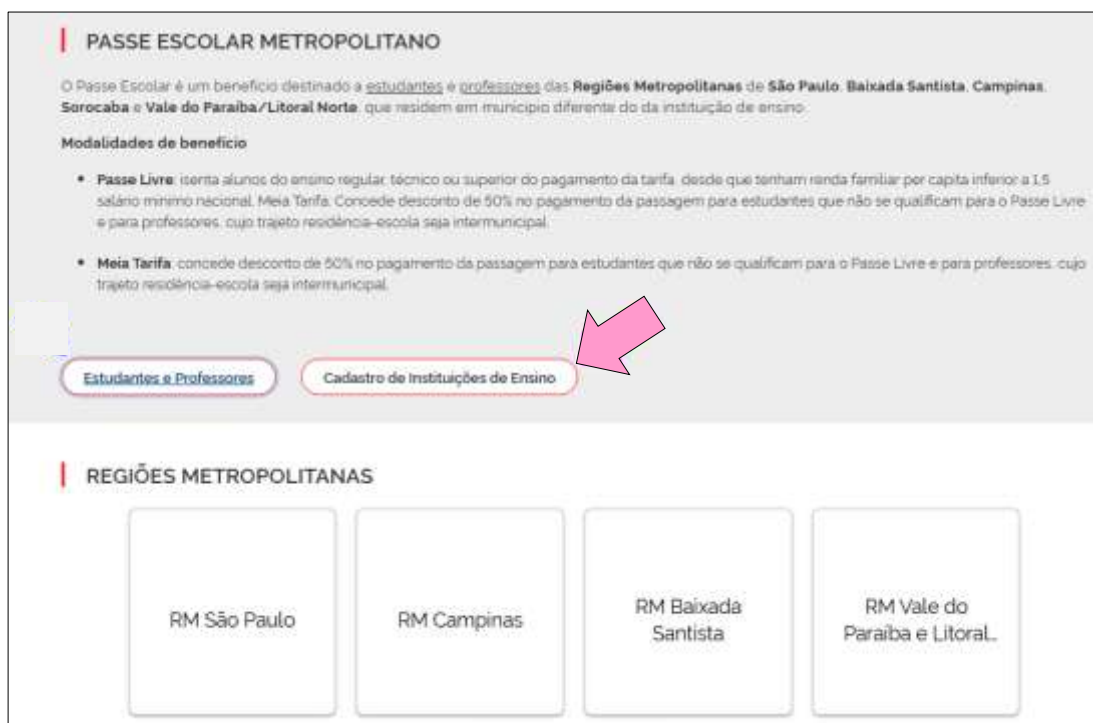 PASSE ESCOLAR METROPOLITANO
O Passe Escolar é um benefício destinado a estudantes e professores das Regiões Metropolitanas de São Paulo, Baixada Santista, Campinas,
Sorocaba e Vale do Paraíba/Litoral Norte, que residem em município diferente do da instituição de ensino.
Modalidades de benefício
• Passe Livre: isenta alunos do ensino regular, técnico ou superior do pagamento da tarifa, desde que tenham renda familiar per capita inferior a 1,5
salário mínimo nacional. Meia Tarifa: Concede desconto de 50% no pagamento da passagem para estudantes que não se qualificam para o Passe Livre
e para professores, cujo trajeto residência-escola seja intermunicipal.
• Meia Tarifa: concede desconto de 50% no pagamento da passagem para estudantes que não se qualificam para o Passe Livre e para professores, cujo
trajeto residência-escola seja intermunicipal.
Estudantes e Professores
Cadastro de Instituições de Ensino
REGIÕES METROPOLITANAS
RM São Paulo
RM Campinas
RM Baixada
Santista
RM Vale do
Paraíba e Litoral...